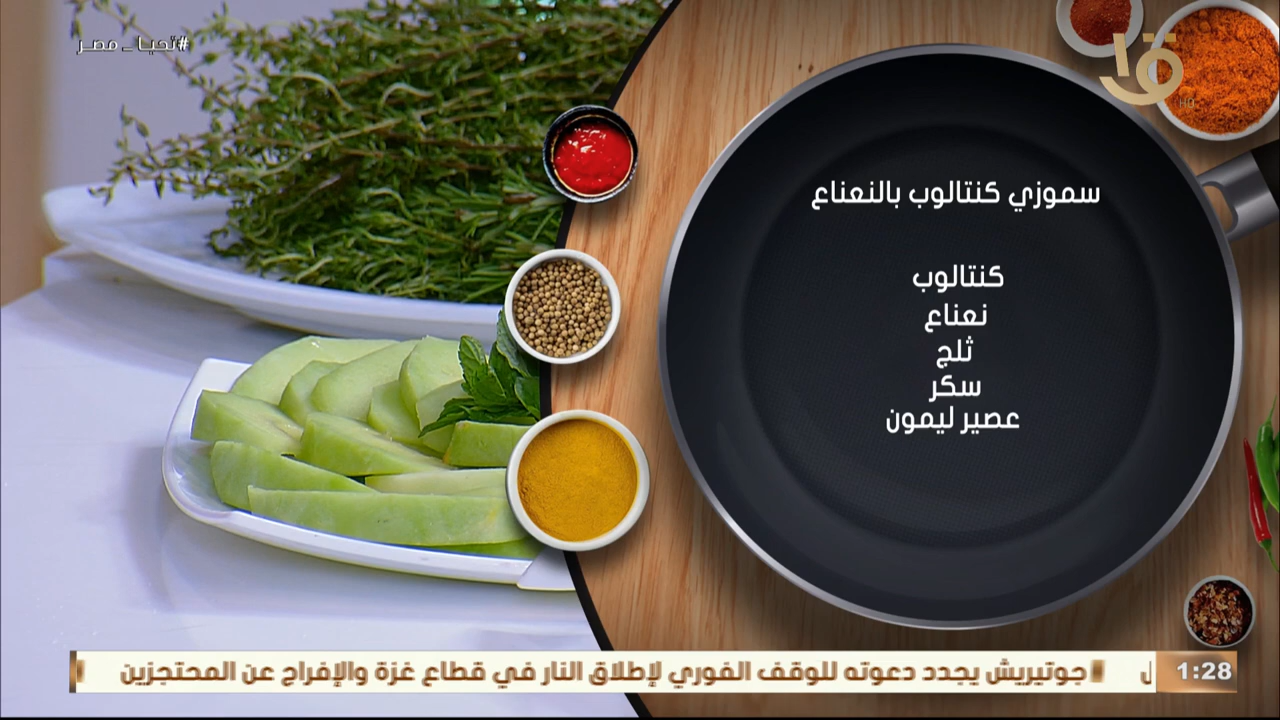 #تحيا_مصر
HD
سموزي كنتالوب بالنعناع
كنتالوب
نعناع
ثلج
سكر
عصير ليمون
جوتيريش يجدد دعوته للوقف الفوري لإطلاق النار في قطاع غزة والإفراج عن المحتجزين
1:28